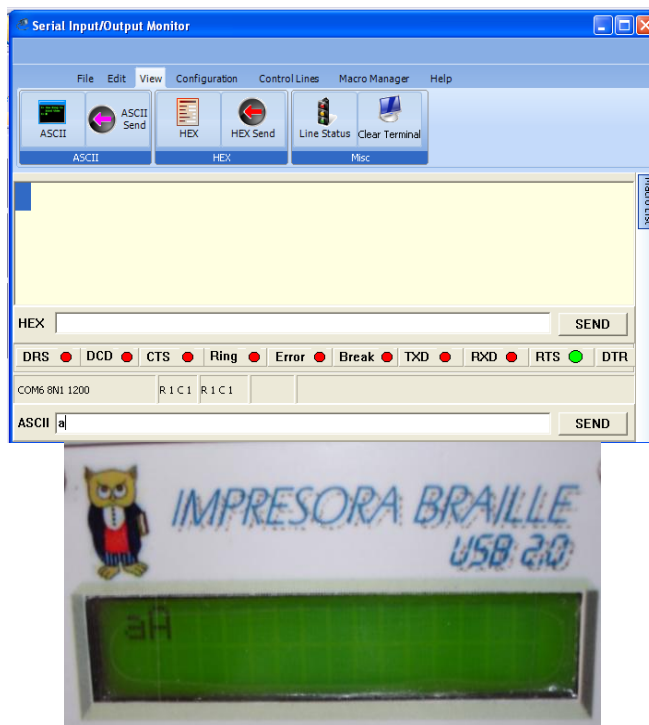 Serial Input/Output Monitor
File Edit View Configuration Control Lines Macro Manager Help
ASCII ASCII Send HEX HEX Send Line Status Clear Terminal
ASCII HEX Misc
HEX SEND
DRS DCD CTS Ring Error Break TXD RXD RTS DTR
COM6 8N1 1200 R 1 C 1 R 1 C 1
ASCII a SEND
IMPRESORA BRAILLE
USB 2.0
aA